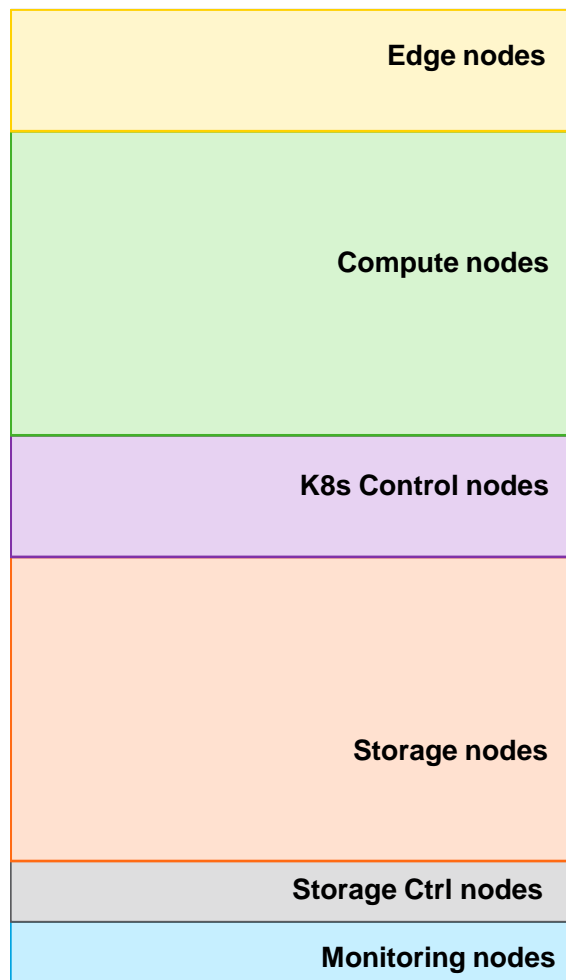 Edge nodes
Compute nodes
K8s Control nodes
Storage nodes
Storage Ctrl nodes
Monitoring nodes